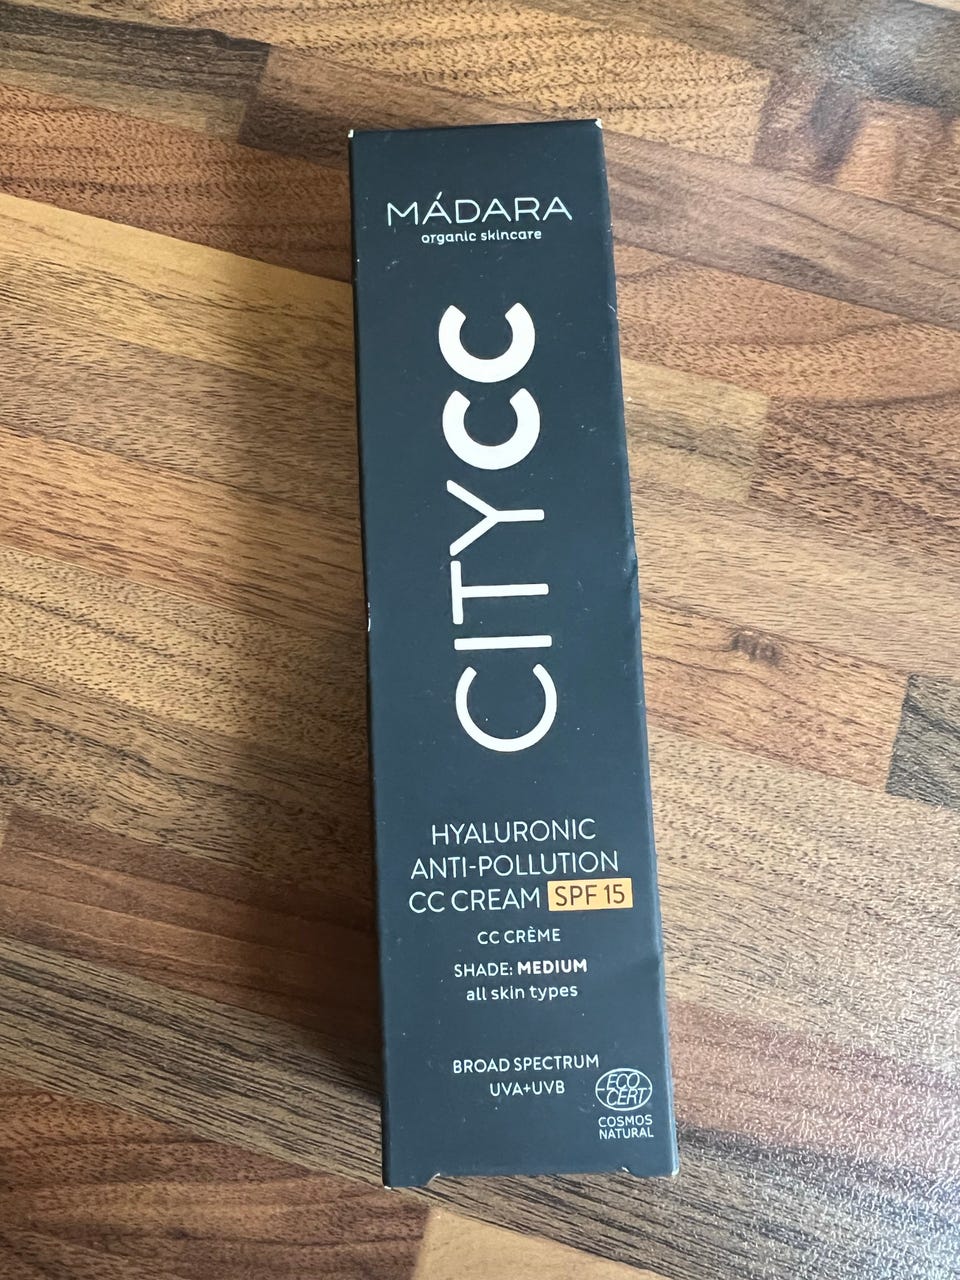 MÁDARA
organic skincare
CITYCC
HYALURONIC
ANTI-POLLUTION
CC CREAM SPF 15
CC CRÈME
SHADE: MEDIUM
all skin types
BROAD SPECTRUM
UVA+UVB
ECO
CERT
COSMOS
NATURAL